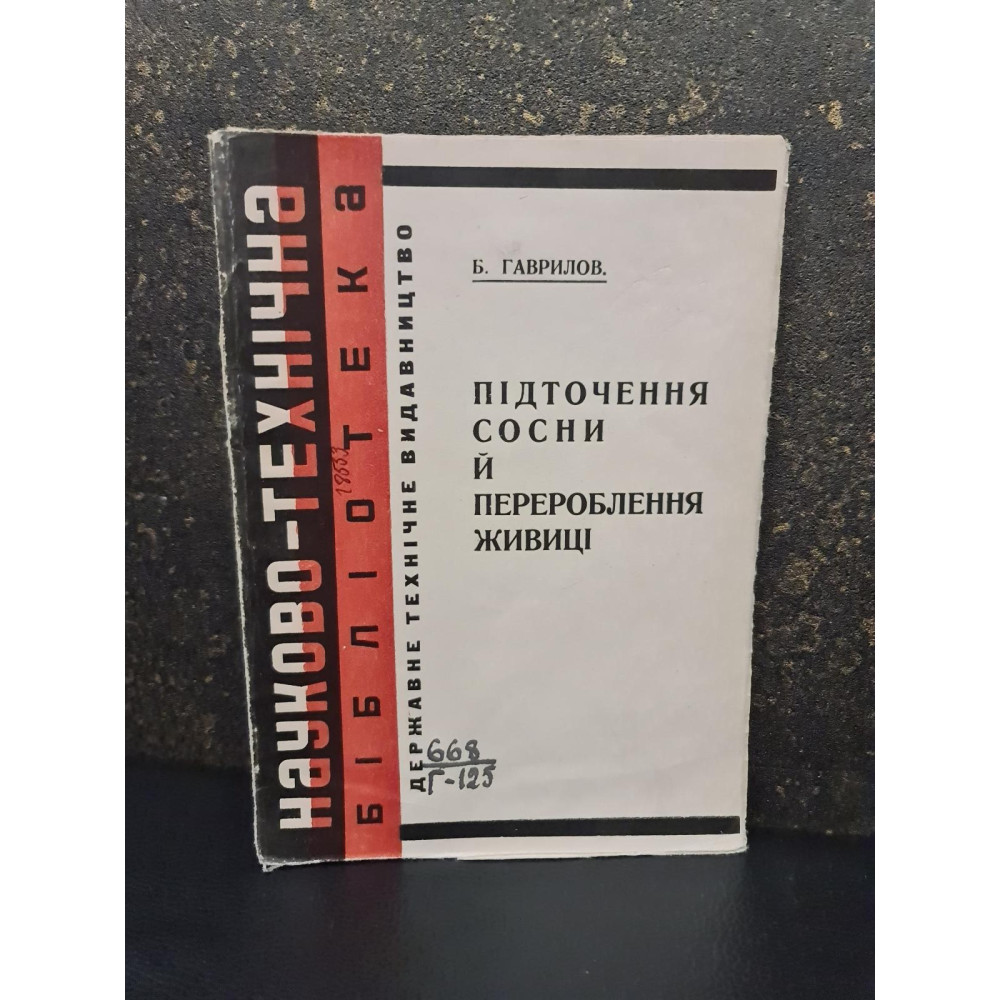 НАУКОВО-ТЕХНІЧНА
БІБЛІОТЕКА
ДЕРЖАВНЕ ТЕХНІЧНЕ ВИДАВНИЦТВО
Б. ГАВРИЛОВ.
ПІДТОЧЕННЯ
СОСНИ
Й
ПЕРЕРОБЛЕННЯ
ЖИВИЦІ
668
Г-125